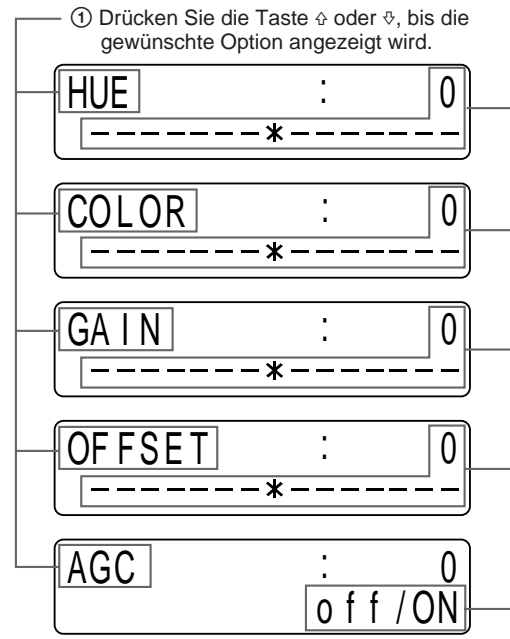 ① Drücken Sie die Taste ⇧ oder ⇩, bis die
gewünschte Option angezeigt wird.
HUE : 0
------*------
COLOR : 0
------*------
GAIN : 0
------*------
OFFSET : 0
------*------
AGC : 0
off/ON